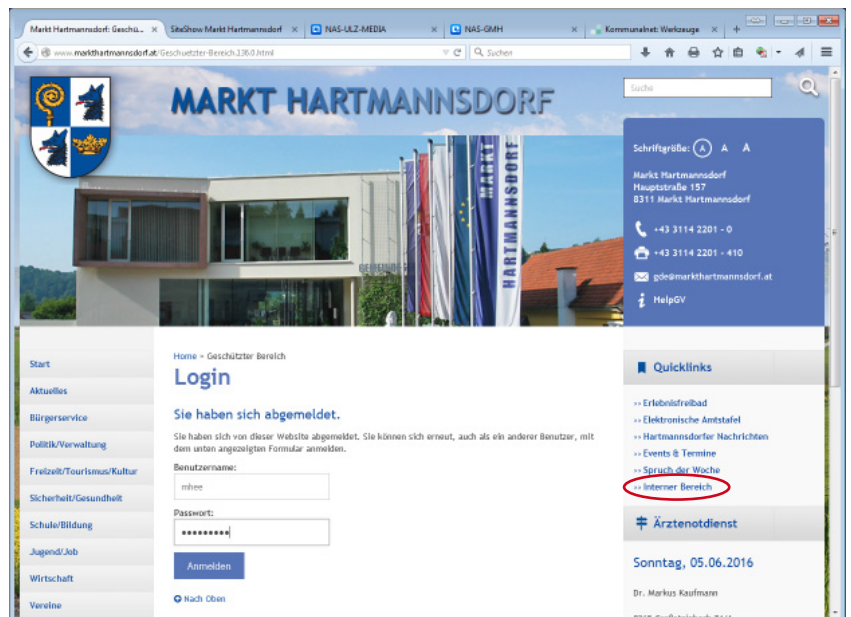 Markt Hartmannsdorf: Geschü...
SiteShow Markt Hartmannsdorf
NAS-ULZ-MEDIA
NAS-GMH
Kommunalnet: Werkzeuge
www.markthartmannsdorf.at/Geschuetzter-Bereich.136.0.html
Suchen
MARKT HARTMANNSDORF
Suche
Schriftgröße: A A A
Markt Hartmannsdorf
Hauptstraße 157
8311 Markt Hartmannsdorf
+43 3114 2201 - 0
+43 3114 2201 - 410
gde@markthartmannsdorf.at
HelpGV
MARKT
HARTMANNSDORF
Start
Aktuelles
Bürgerservice
Politik/Verwaltung
Freizeit/Tourismus/Kultur
Sicherheit/Gesundheit
Schule/Bildung
Jugend/Job
Wirtschaft
Vereine
Home » Geschützter Bereich
Login
Sie haben sich abgemeldet.
Sie haben sich von dieser Website abgemeldet. Sie können sich erneut, auch als ein anderer Benutzer, mit
dem unten angezeigten Formular anmelden.
Benutzername:
mhee
Passwort:
•••••••••
Anmelden
Nach Oben
Quicklinks
›› Erlebnisfreibad
›› Elektronische Amtstafel
›› Hartmannsdorfer Nachrichten
›› Events & Termine
›› Spruch der Woche
›› Interner Bereich
Ärztenotdienst
Sonntag, 05.06.2016
Dr. Markus Kaufmann